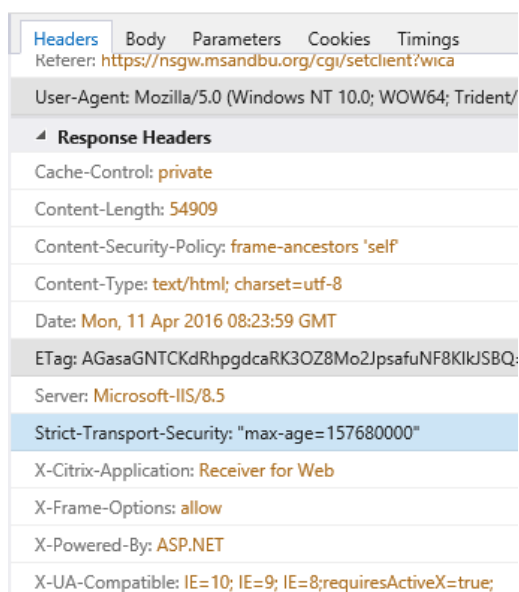 Headers Body Parameters Cookies Timings
Referer: https://nsgw.msandbu.org/cgi/setclient?wica
User-Agent: Mozilla/5.0 (Windows NT 10.0; WOW64; Trident/
Response Headers
Cache-Control: private
Content-Length: 54909
Content-Security-Policy: frame-ancestors 'self'
Content-Type: text/html; charset=utf-8
Date: Mon, 11 Apr 2016 08:23:59 GMT
ETag: AGasaGNTCKdRhpgdcaRK3OZ8Mo2JpsafuNF8KlkJSBQ=
Server: Microsoft-IIS/8.5
Strict-Transport-Security: "max-age=157680000"
X-Citrix-Application: Receiver for Web
X-Frame-Options: allow
X-Powered-By: ASP.NET
X-UA-Compatible: IE=10; IE=9; IE=8;requiresActiveX=true;